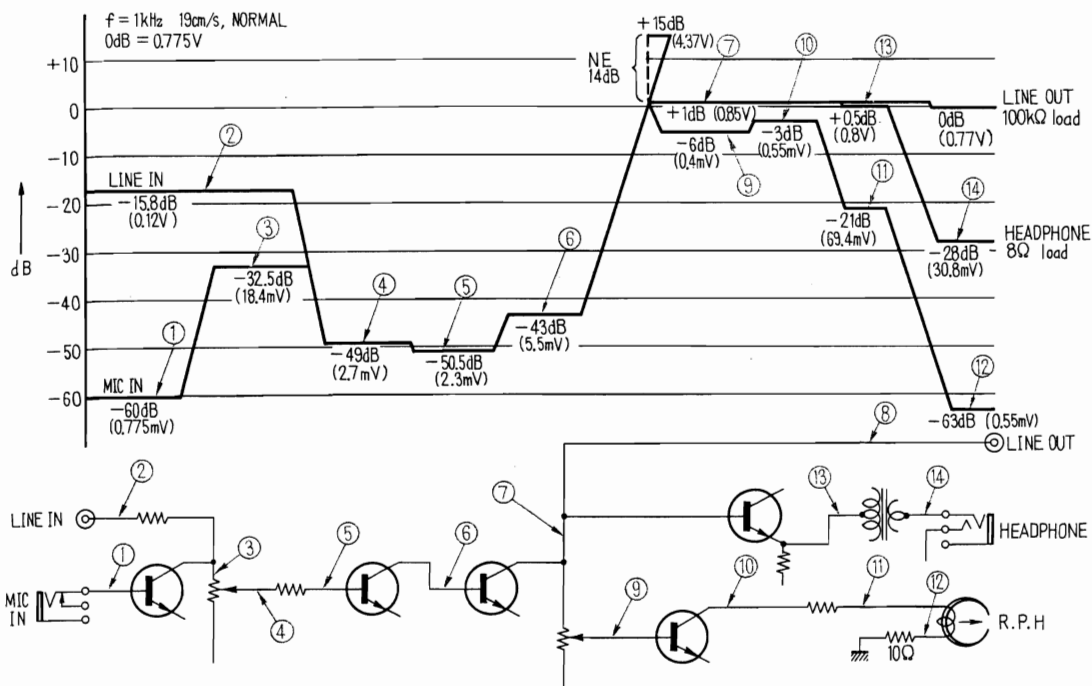 f = 1kHz 19cm/s, NORMAL
0dB = 0.775V
+10
0
-10
-20
-30
-40
-50
-60
dB
LINE IN
-15.8dB
(0.12V)
②
③
-32.5dB
(18.4mV)
①
MIC IN
-60dB
(0.775mV)
④
-49dB
(2.7mV)
⑤
-50.5dB
(2.3mV)
⑥
-43dB
(5.5mV)
+15dB
(4.37V)
NE
14dB
⑦
+1dB (0.85V)
-6dB
(0.4mV)
⑨
⑩
-3dB
(0.55mV)
⑬
+0.5dB
(0.8V)
0dB
(0.77V)
LINE OUT
100kΩ load
⑪
-21dB
(69.4mV)
⑭
-28dB
(30.8mV)
HEADPHONE
8Ω load
⑫
-63dB (0.55mV)
⑧
LINE OUT
②
LINE IN
①
MIC
IN
③
④
⑤
⑥
⑦
⑬
⑭
HEADPHONE
⑨
⑩
⑪
⑫
10Ω
R.P.H